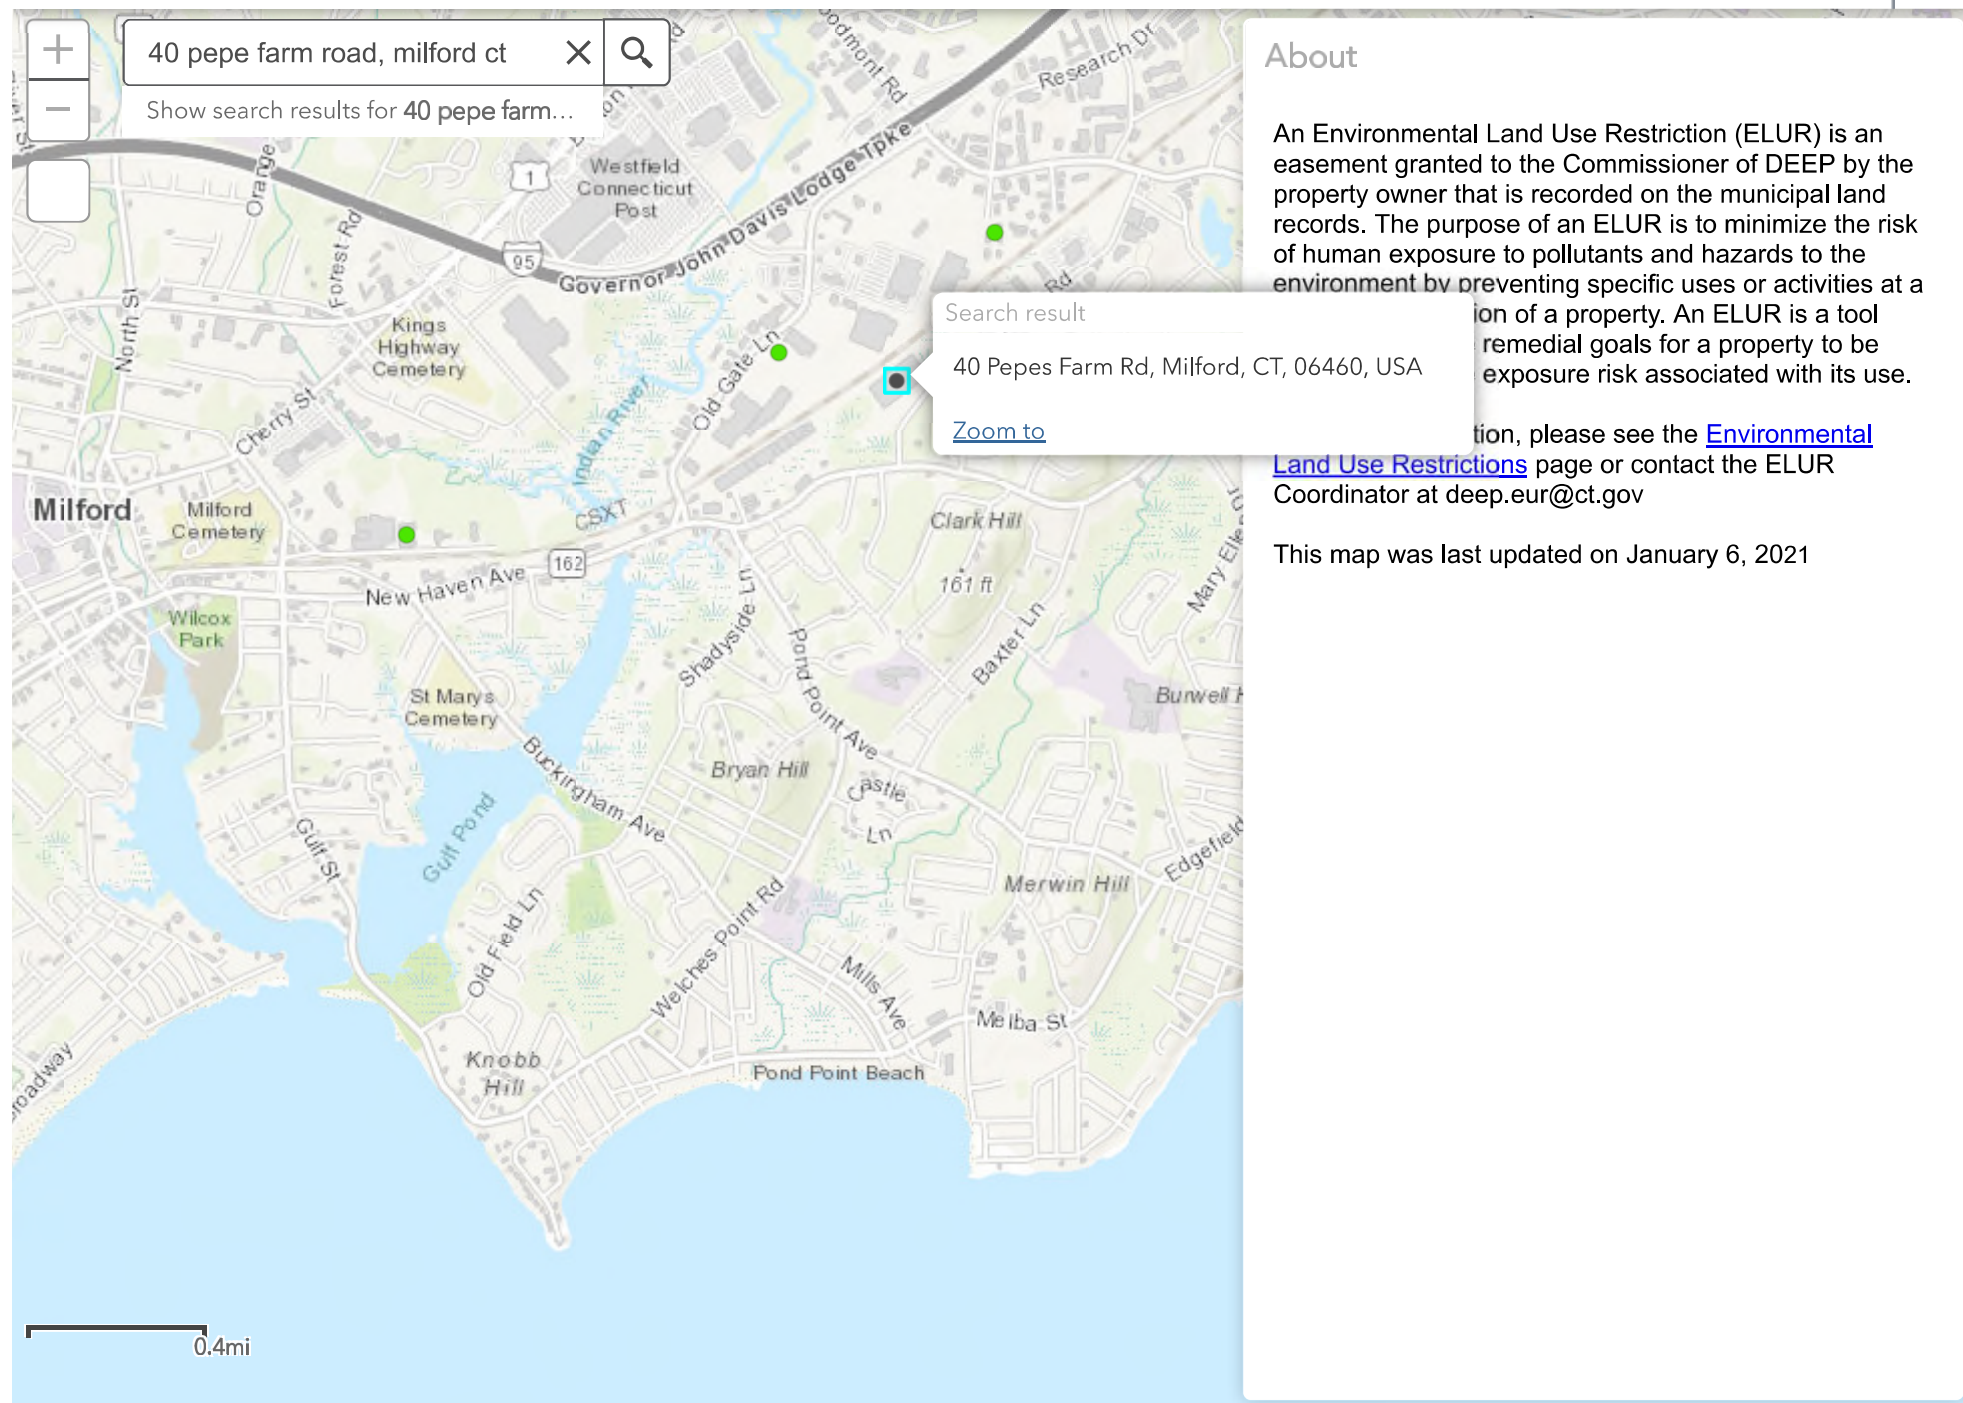 40 pepe farm road, milford ct
Show search results for 40 pepe farm…
About
An Environmental Land Use Restriction (ELUR) is an
easement granted to the Commissioner of DEEP by the
property owner that is recorded on the municipal land
records. The purpose of an ELUR is to minimize the risk
of human exposure to pollutants and hazards to the
environment by preventing specific uses or activities at a
ion of a property. An ELUR is a tool
remedial goals for a property to be
exposure risk associated with its use.
tion, please see the Environmental
Land Use Restrictions page or contact the ELUR
Coordinator at deep.eur@ct.gov
This map was last updated on January 6, 2021
Search result
40 Pepes Farm Rd, Milford, CT, 06460, USA
Zoom to
Research Dr
Westfield
Connecticut
Post
1
Orange
Forest Rd
95
Governor John Davis Lodge Tpke
Rd
North St
Kings
Highway
Cemetery
Old Gate Ln
Cherry St
Indian River
Milford
Milford
Cemetery
CSXT
Clark Hill
162
New Haven Ave
161 ft
Wilcox
Park
Shadyside Ln
Pond Point Ave
Baxter Ln
St Marys
Cemetery
Buckingham Ave
Bryan Hill
Castle
Ln
Gulf Pond
Gulf St
Merwin Hill
Old Field Ln
Welches Point Rd
Mills Ave
Melba St
Knobb
Hill
Pond Point Beach
0.4mi